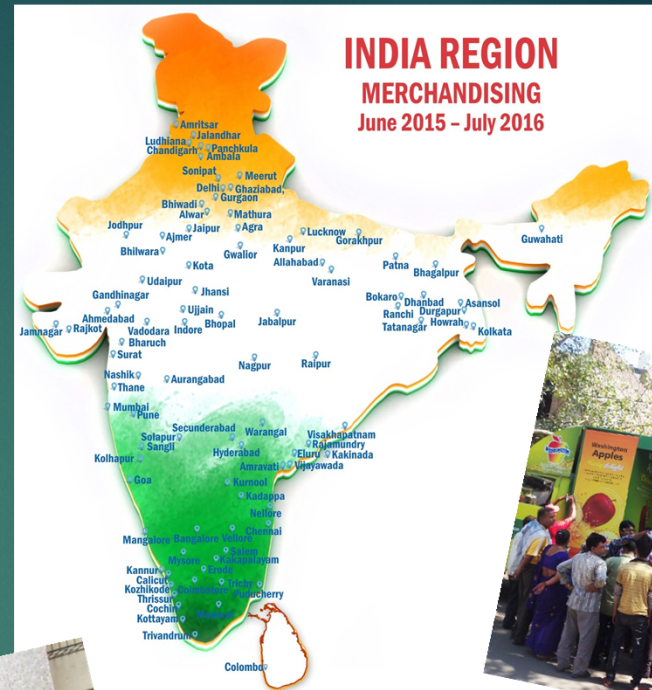 INDIA REGION
MERCHANDISING
June 2015 – July 2016
Amritsar
Jalandhar
Ludhiana
Chandigarh
Panchkula
Ambala
Sonipat
Meerut
Delhi
Ghaziabad,
Gurgaon
Bhiwadi
Alwar
Mathura
Jodhpur
Jaipur
Agra
Ajmer
Lucknow
Gorakhpur
Guwahati
Bhilwara
Gwalior
Kanpur
Kota
Allahabad
Patna
Varanasi
Bhagalpur
Udaipur
Jhansi
Gandhinagar
Bokaro
Dhanbad
Asansol
Ahmedabad
Ujjain
Ranchi
Durgapur
Jamnagar
Rajkot
Vadodara
Indore
Bhopal
Jabalpur
Tatanagar
Howrah
Kolkata
Bharuch
Surat
Nagpur
Raipur
Nashik
Aurangabad
Thane
Mumbai
Pune
Secunderabad
Warangal
Visakhapatnam
Solapur
Rajamundry
Sangli
Hyderabad
Eluru
Kakinada
Kolhapur
Amravati
Vijayawada
Goa
Kurnool
Kadappa
Nellore
Mangalore
Bangalore
Vellore
Chennai
Salem
Mysore
Kakapalayam
Kannur
Erode
Calicut
Trichy
Kozhikode
Coimbatore
Puducherry
Thrissur
Cochin
Kottayam
Trivandrum
Colombo
Washington
Apples